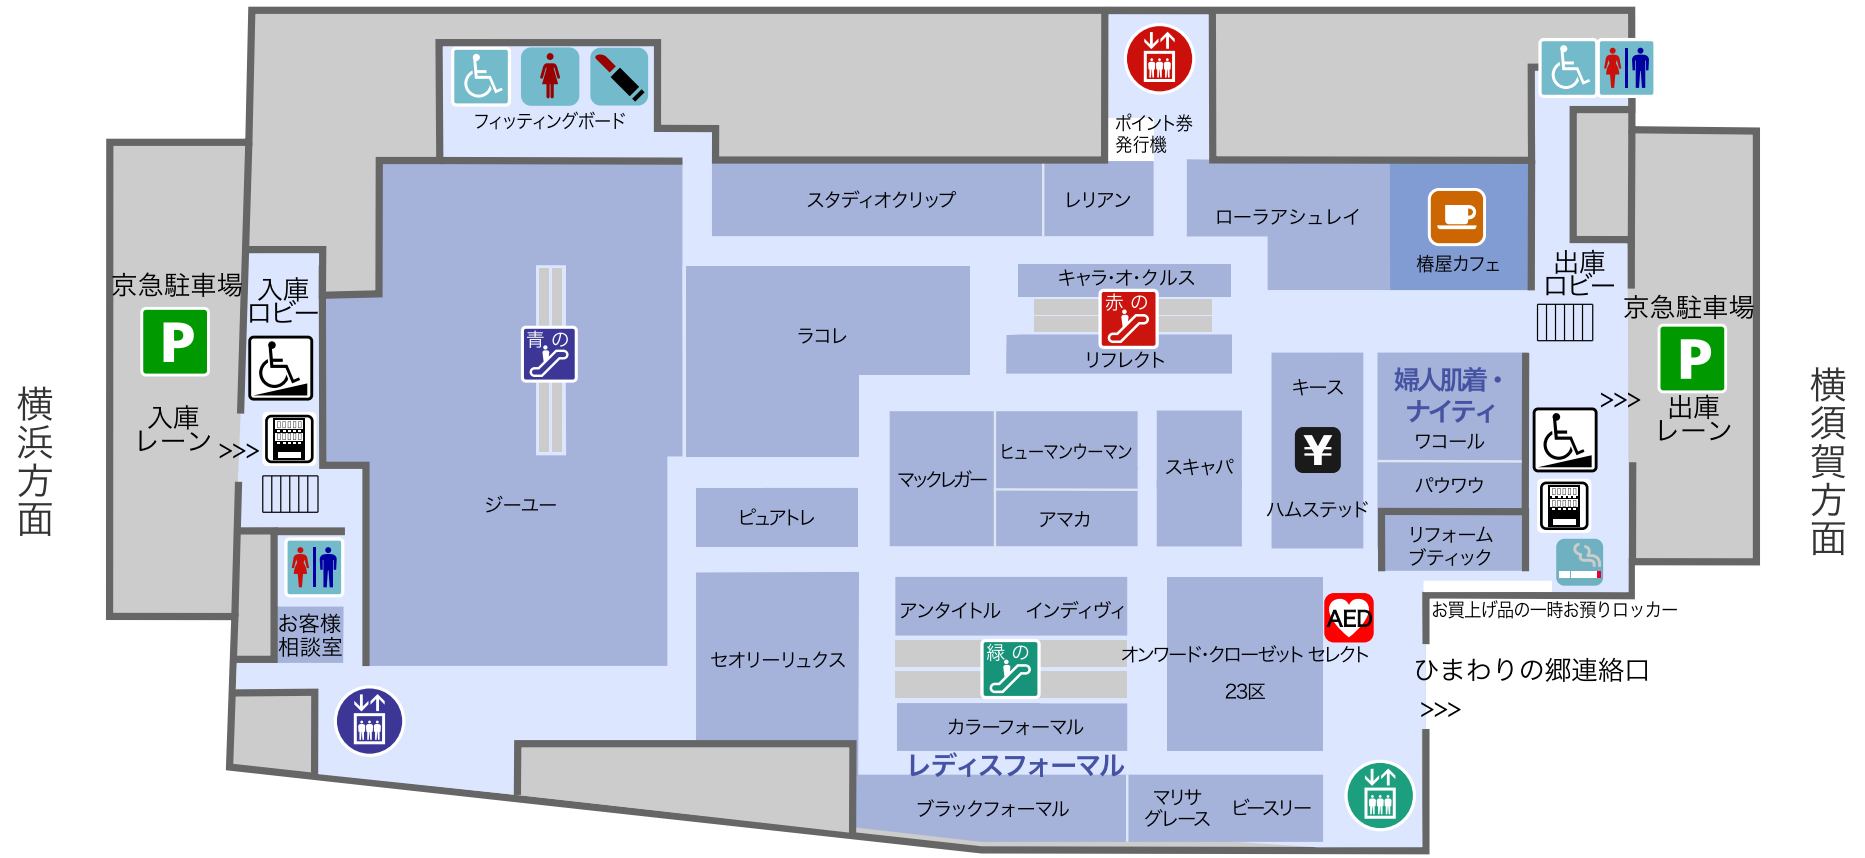 フィッティングボード
ポイント券
発行機
スタディオクリップ
レリアン
ローラアシュレイ
椿屋カフェ
京急駐車場
P
入庫
レーン
>>>
入庫
ロビー
横浜方面
青の
ジーユー
ラコレ
キャラ・オ・クルス
赤の
リフレクト
出庫
ロビー
京急駐車場
P
出庫
レーン
>>>
横須賀方面
キース
¥
ハムステッド
婦人肌着・
ナイティ
ワコール
パウワウ
リフォーム
ブティック
マックレガー
ヒューマンウーマン
アマカ
スキャパ
ピュアトレ
お客様
相談室
セオリーリュクス
アンタイトル
インディヴィ
緑の
カラーフォーマル
レディスフォーマル
ブラックフォーマル
オンワード・クローゼット セレクト
23区
AED
お買上げ品の一時お預りロッカー
ひまわりの郷連絡口
>>>
マリサ
グレース
ビースリー